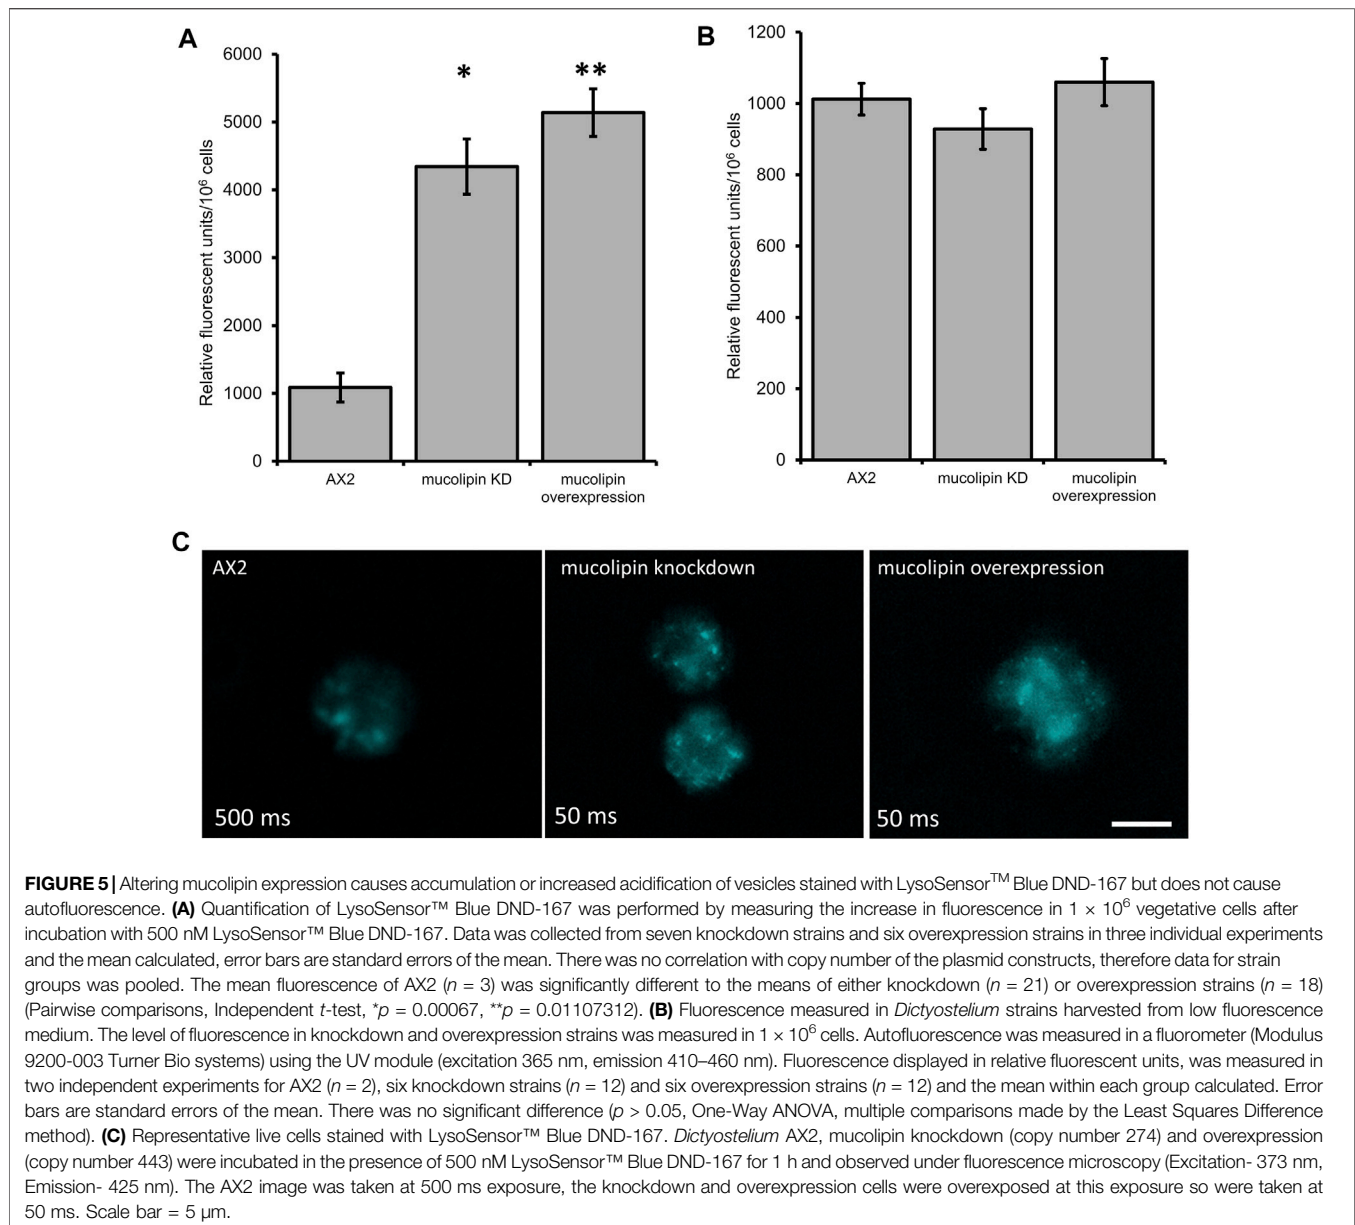 A
6000
5000
4000
3000
2000
1000
0
Relative fluorescent units/10⁶ cells
*
**
AX2
mucolipin KD
mucolipin
overexpression
B
1200
1000
800
600
400
200
0
Relative fluorescent units/10⁶ cells
AX2
mucolipin KD
mucolipin
overexpression
C
AX2
500 ms
mucolipin knockdown
50 ms
mucolipin overexpression
50 ms
FIGURE 5 | Altering mucolipin expression causes accumulation or increased acidification of vesicles stained with LysoSensor™ Blue DND-167 but does not cause
autofluorescence. (A) Quantification of LysoSensor™ Blue DND-167 was performed by measuring the increase in fluorescence in 1 × 10⁶ vegetative cells after
incubation with 500 nM LysoSensor™ Blue DND-167. Data was collected from seven knockdown strains and six overexpression strains in three individual experiments
and the mean calculated, error bars are standard errors of the mean. There was no correlation with copy number of the plasmid constructs, therefore data for strain
groups was pooled. The mean fluorescence of AX2 (n = 3) was significantly different to the means of either knockdown (n = 21) or overexpression strains (n = 18)
(Pairwise comparisons, Independent t-test, *p = 0.00067, **p = 0.01107312). (B) Fluorescence measured in Dictyostelium strains harvested from low fluorescence
medium. The level of fluorescence in knockdown and overexpression strains was measured in 1 × 10⁶ cells. Autofluorescence was measured in a fluorometer (Modulus
9200-003 Turner Bio systems) using the UV module (excitation 365 nm, emission 410–460 nm). Fluorescence displayed in relative fluorescent units, was measured in
two independent experiments for AX2 (n = 2), six knockdown strains (n = 12) and six overexpression strains (n = 12) and the mean within each group calculated. Error
bars are standard errors of the mean. There was no significant difference (p > 0.05, One-Way ANOVA, multiple comparisons made by the Least Squares Difference
method). (C) Representative live cells stained with LysoSensor™ Blue DND-167. Dictyostelium AX2, mucolipin knockdown (copy number 274) and overexpression
(copy number 443) were incubated in the presence of 500 nM LysoSensor™ Blue DND-167 for 1 h and observed under fluorescence microscopy (Excitation- 373 nm,
Emission- 425 nm). The AX2 image was taken at 500 ms exposure, the knockdown and overexpression cells were overexposed at this exposure so were taken at
50 ms. Scale bar = 5 µm.